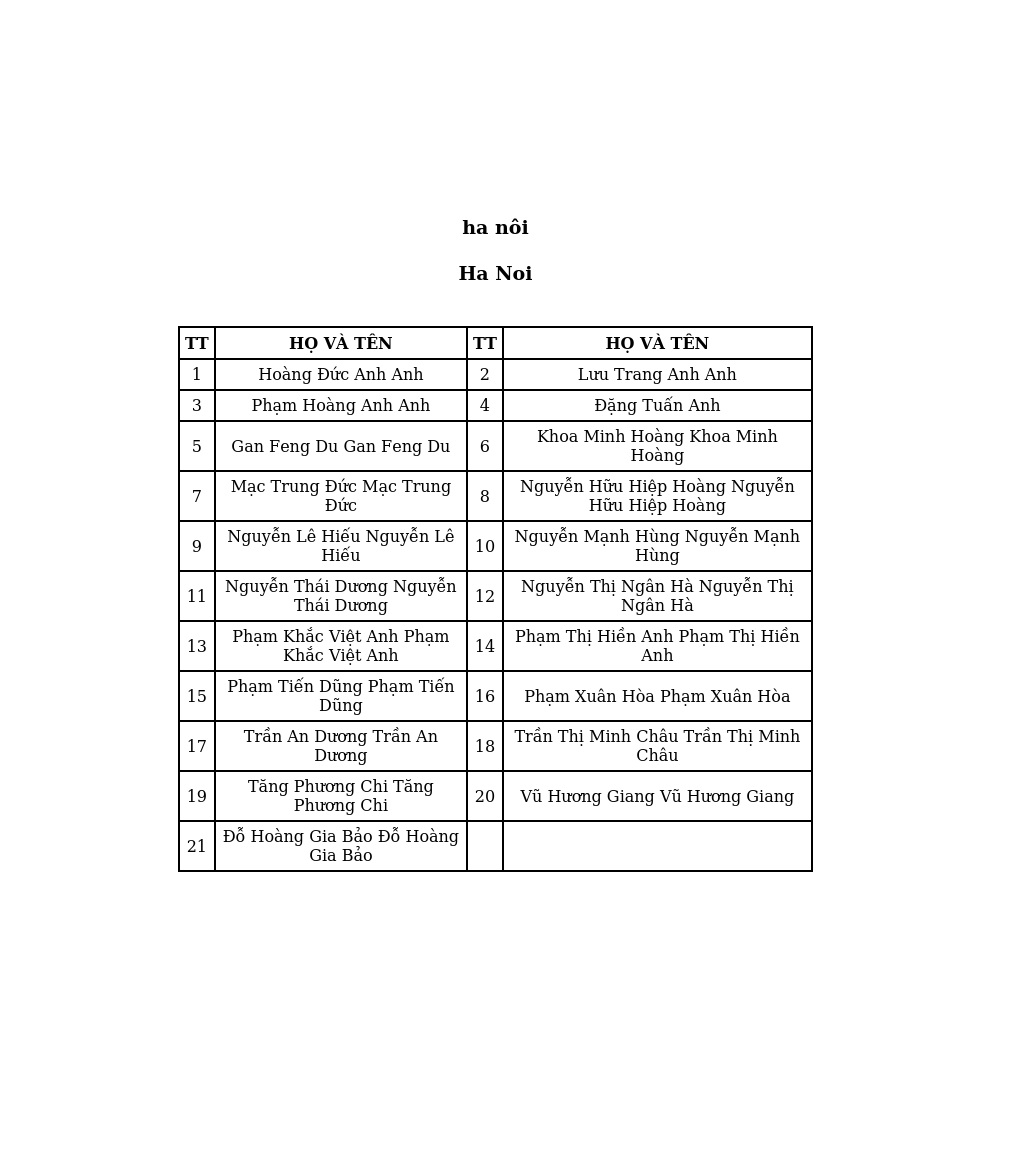 ha nôi
Ha Noi
TT HỌ VÀ TÊN TT HỌ VÀ TÊN
1 Hoàng Đức Anh Anh 2 Lưu Trang Anh Anh
3 Phạm Hoàng Anh Anh 4 Đặng Tuấn Anh
5 Gan Feng Du Gan Feng Du 6 Khoa Minh Hoàng Khoa Minh
Hoàng
7 Mạc Trung Đức Mạc Trung
Đức
8 Nguyễn Hữu Hiệp Hoàng Nguyễn
Hữu Hiệp Hoàng
9 Nguyễn Lê Hiếu Nguyễn Lê
Hiếu
10 Nguyễn Mạnh Hùng Nguyễn Mạnh
Hùng
11 Nguyễn Thái Dương Nguyễn
Thái Dương
12 Nguyễn Thị Ngân Hà Nguyễn Thị
Ngân Hà
13 Phạm Khắc Việt Anh Phạm
Khắc Việt Anh
14 Phạm Thị Hiền Anh Phạm Thị Hiền
Anh
15 Phạm Tiến Dũng Phạm Tiến
Dũng
16 Phạm Xuân Hòa Phạm Xuân Hòa
17 Trần An Dương Trần An
Dương
18 Trần Thị Minh Châu Trần Thị Minh
Châu
19 Tăng Phương Chi Tăng
Phương Chi
20 Vũ Hương Giang Vũ Hương Giang
21 Đỗ Hoàng Gia Bảo Đỗ Hoàng
Gia Bảo